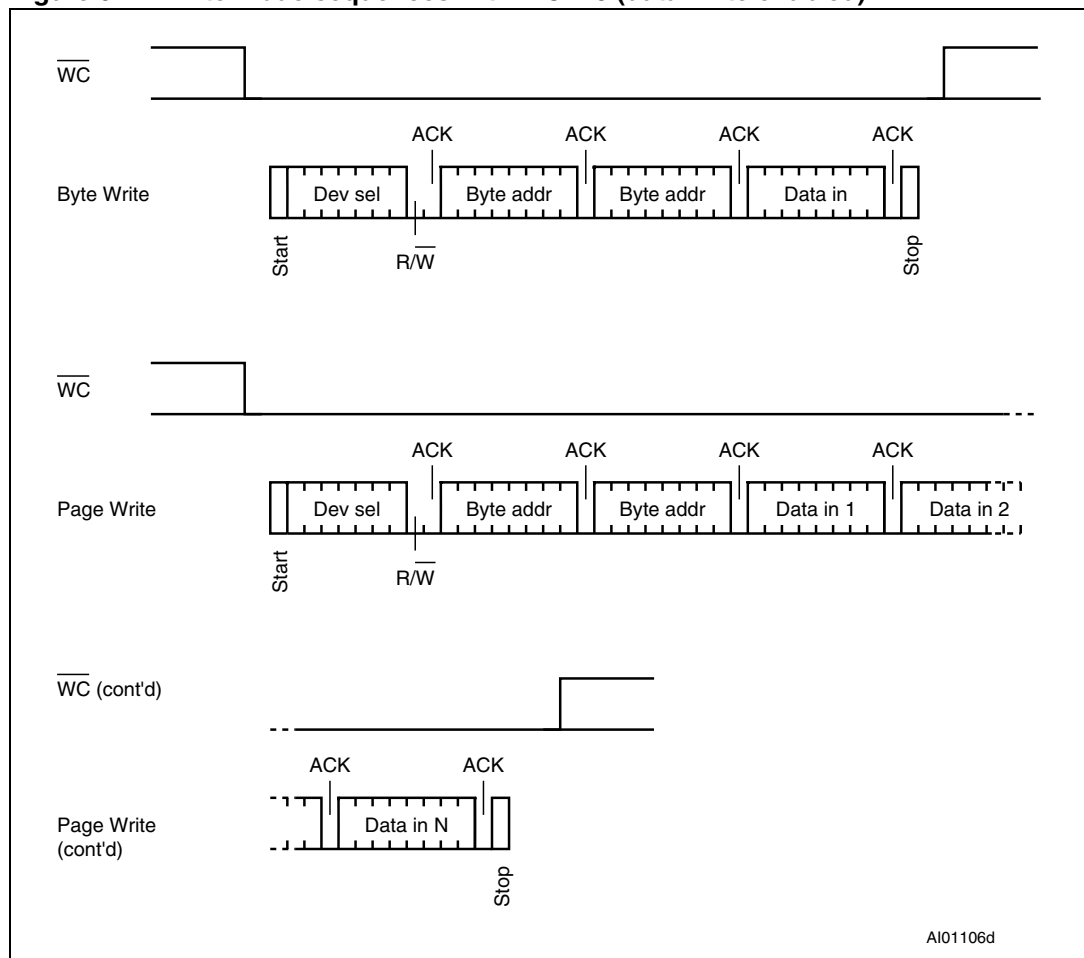 WC
ACK ACK ACK ACK
Byte Write
Dev sel Byte addr Byte addr Data in
Start
R/W
Stop
WC
ACK ACK ACK ACK
Page Write
Dev sel Byte addr Byte addr Data in 1 Data in 2
Start
R/W
WC (cont'd)
ACK ACK
Page Write
(cont'd)
Data in N
Stop
AI01106d